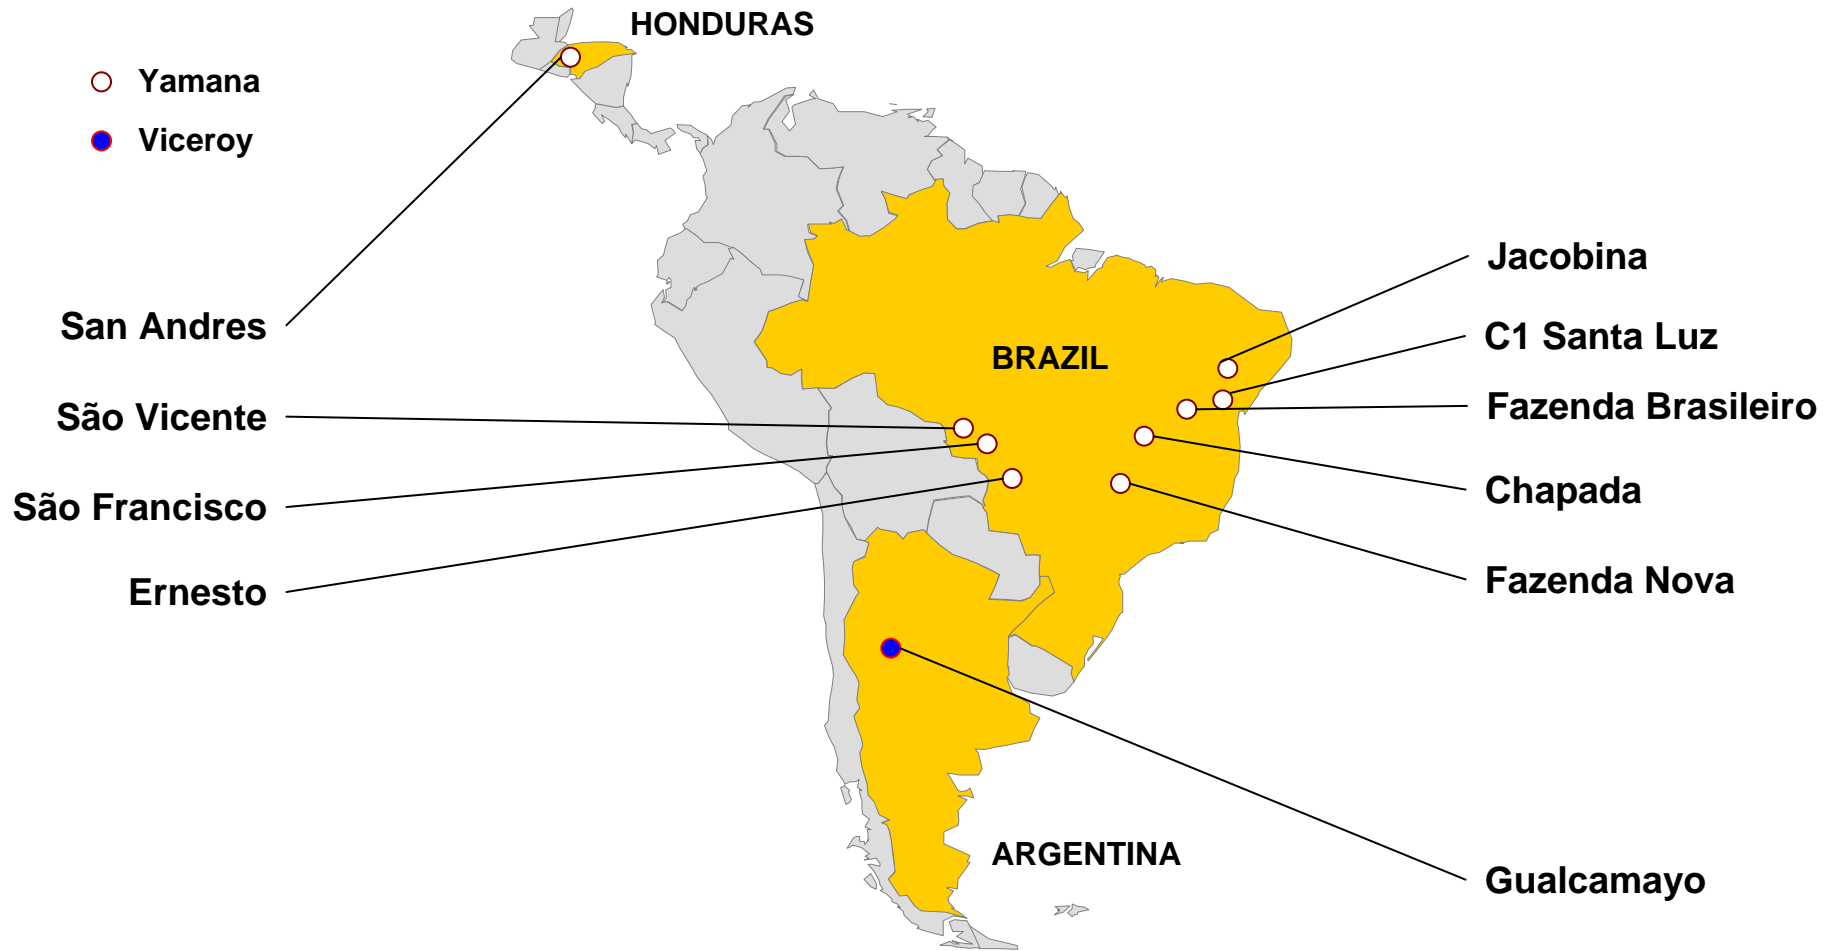 HONDURAS
Yamana
Viceroy
San Andres
São Vicente
São Francisco
Ernesto
BRAZIL
Jacobina
C1 Santa Luz
Fazenda Brasileiro
Chapada
Fazenda Nova
ARGENTINA
Gualcamayo